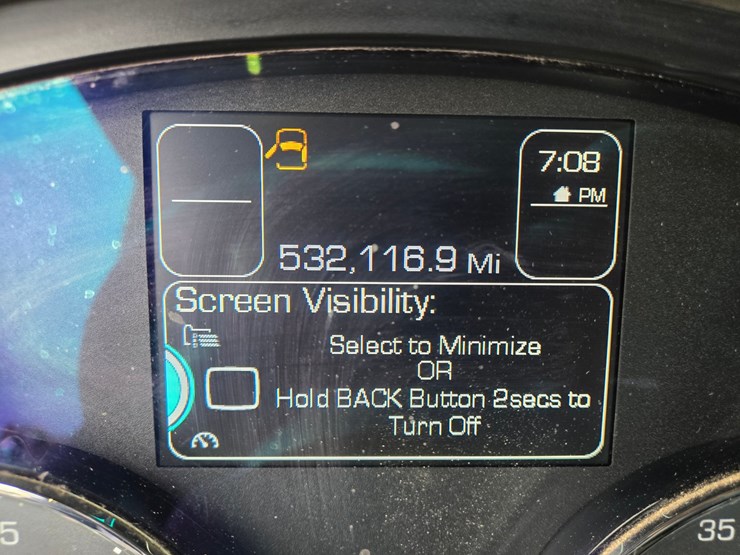 7:08
PM
532,116.9 Mi
Screen Visibility:
Select to Minimize
OR
Hold BACK Button 2secs to
Turn Off
5
35